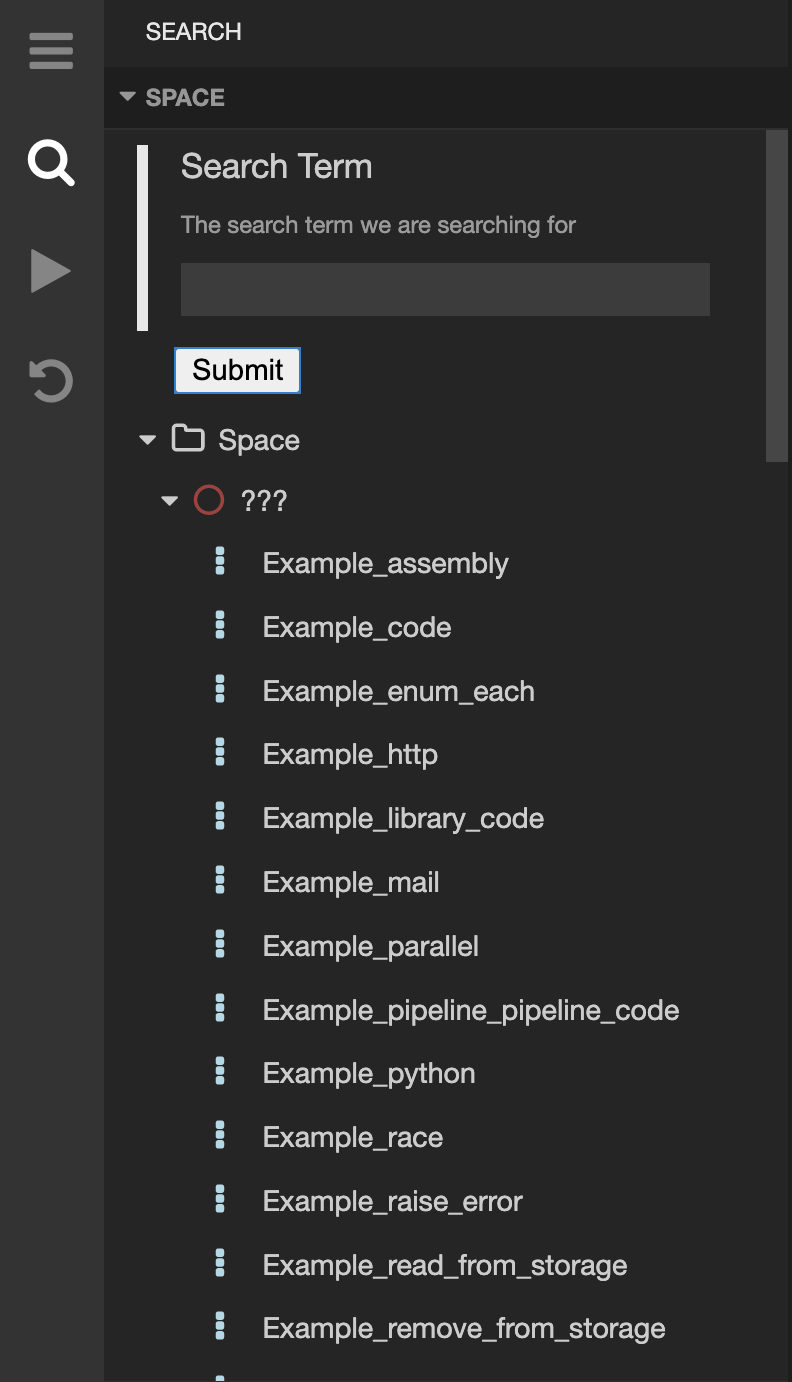 SEARCH
SPACE
Search Term
The search term we are searching for
Submit
Space
???
Example_assembly
Example_code
Example_enum_each
Example_http
Example_library_code
Example_mail
Example_parallel
Example_pipeline_pipeline_code
Example_python
Example_race
Example_raise_error
Example_read_from_storage
Example_remove_from_storage